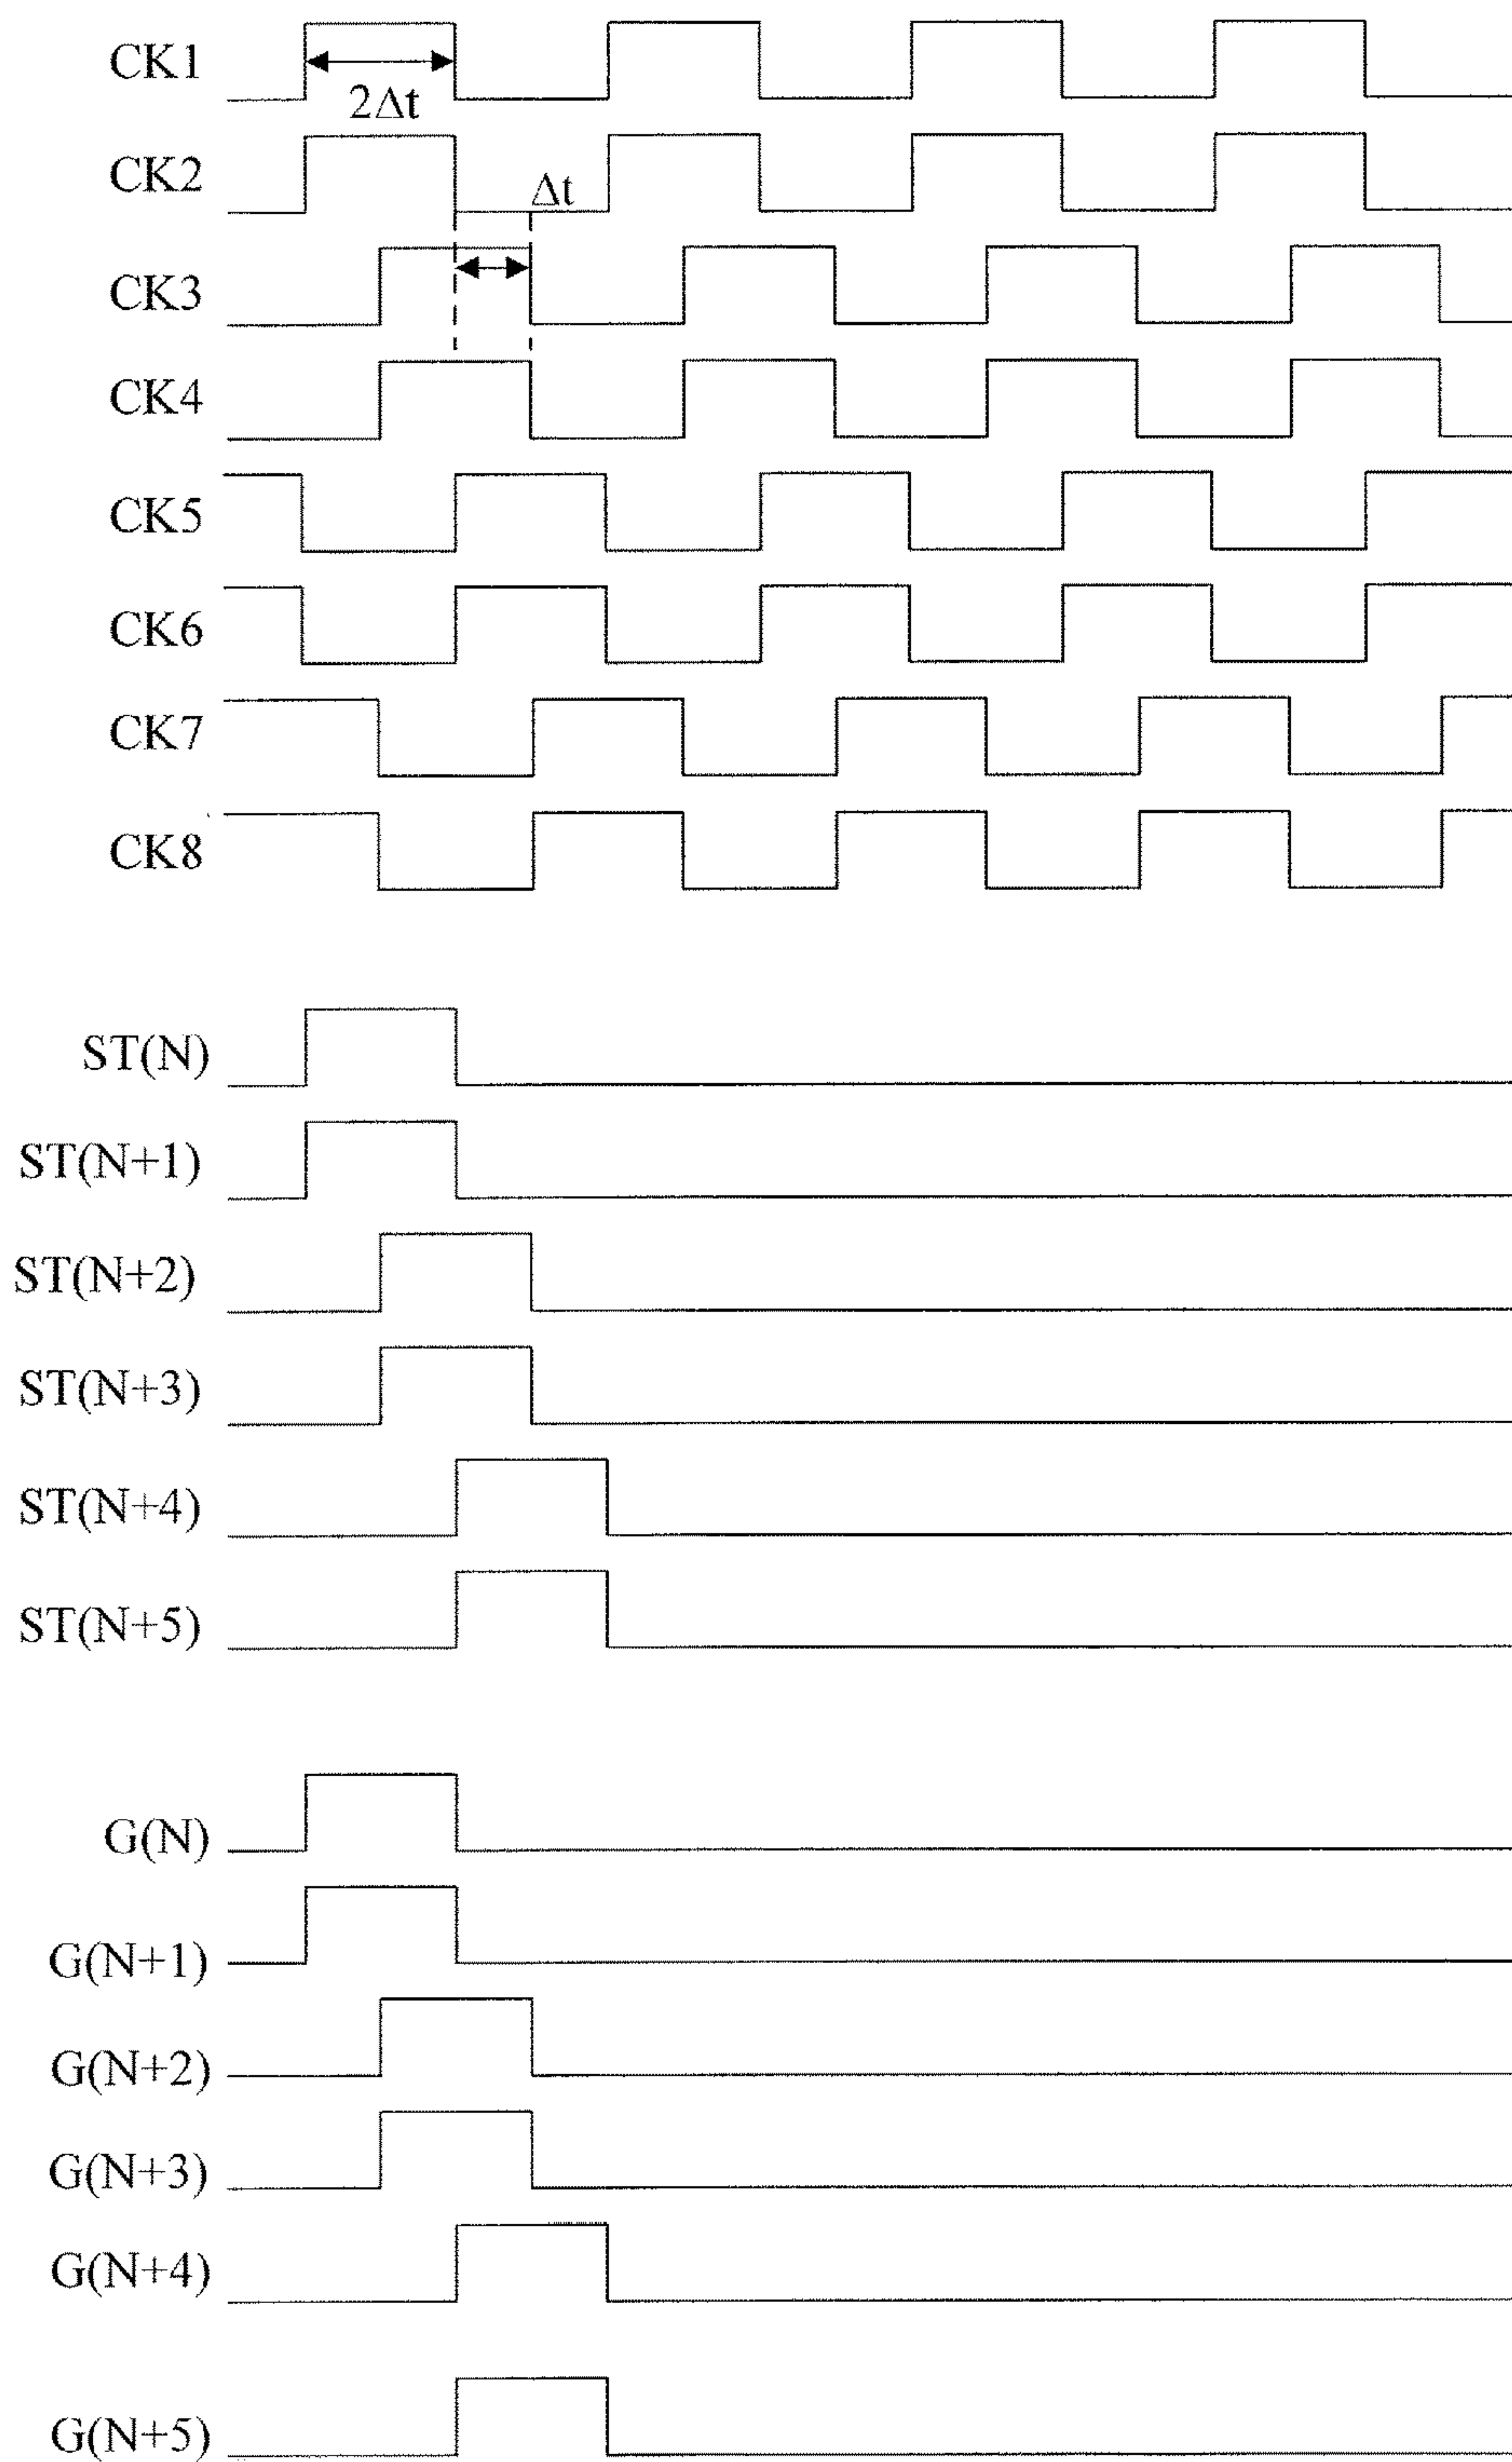 CK1
2Δt
CK2
Δt
CK3
CK4
CK5
CK6
CK7
CK8
ST(N)
ST(N+1)
ST(N+2)
ST(N+3)
ST(N+4)
ST(N+5)
G(N)
G(N+1)
G(N+2)
G(N+3)
G(N+4)
G(N+5)